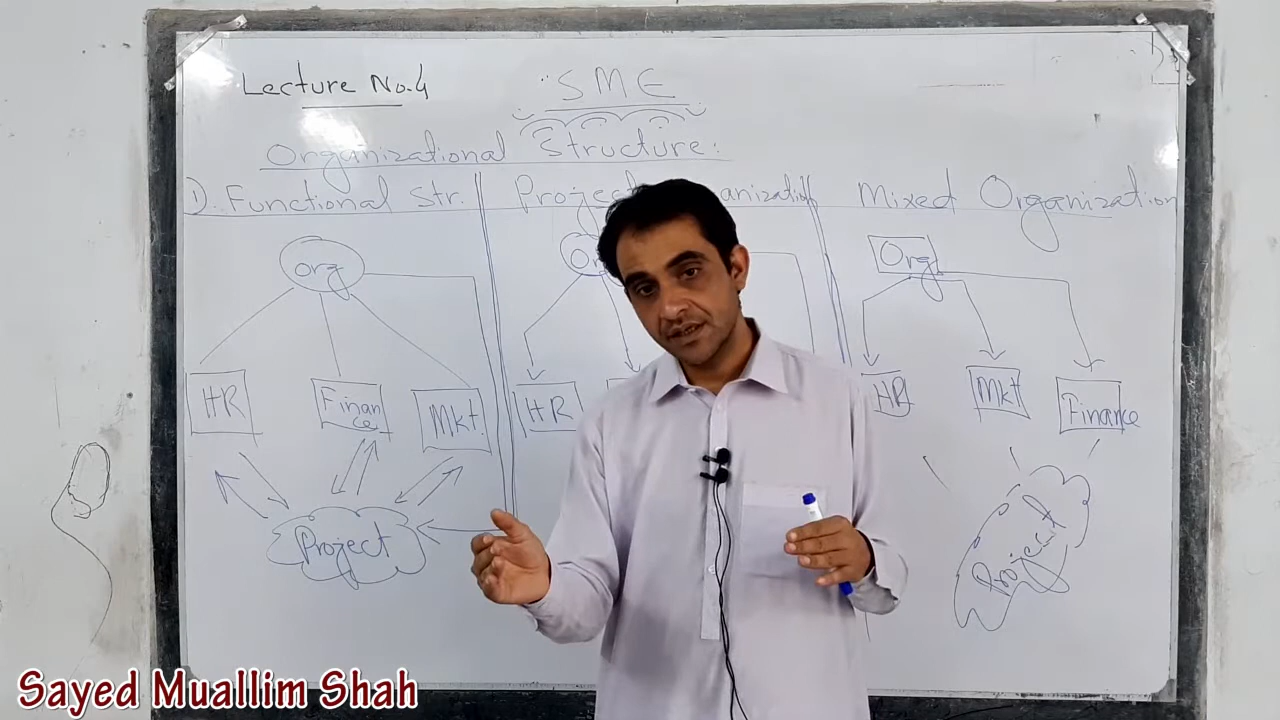 Lecture No.4
SME
Organizational Structure:
1). Functional Str.
Org
HR
Finance
Mkt.
Project
Project
HR
Mixed Organization
Org
HR
Mkt
Finance
Project
Sayed Muallim Shah